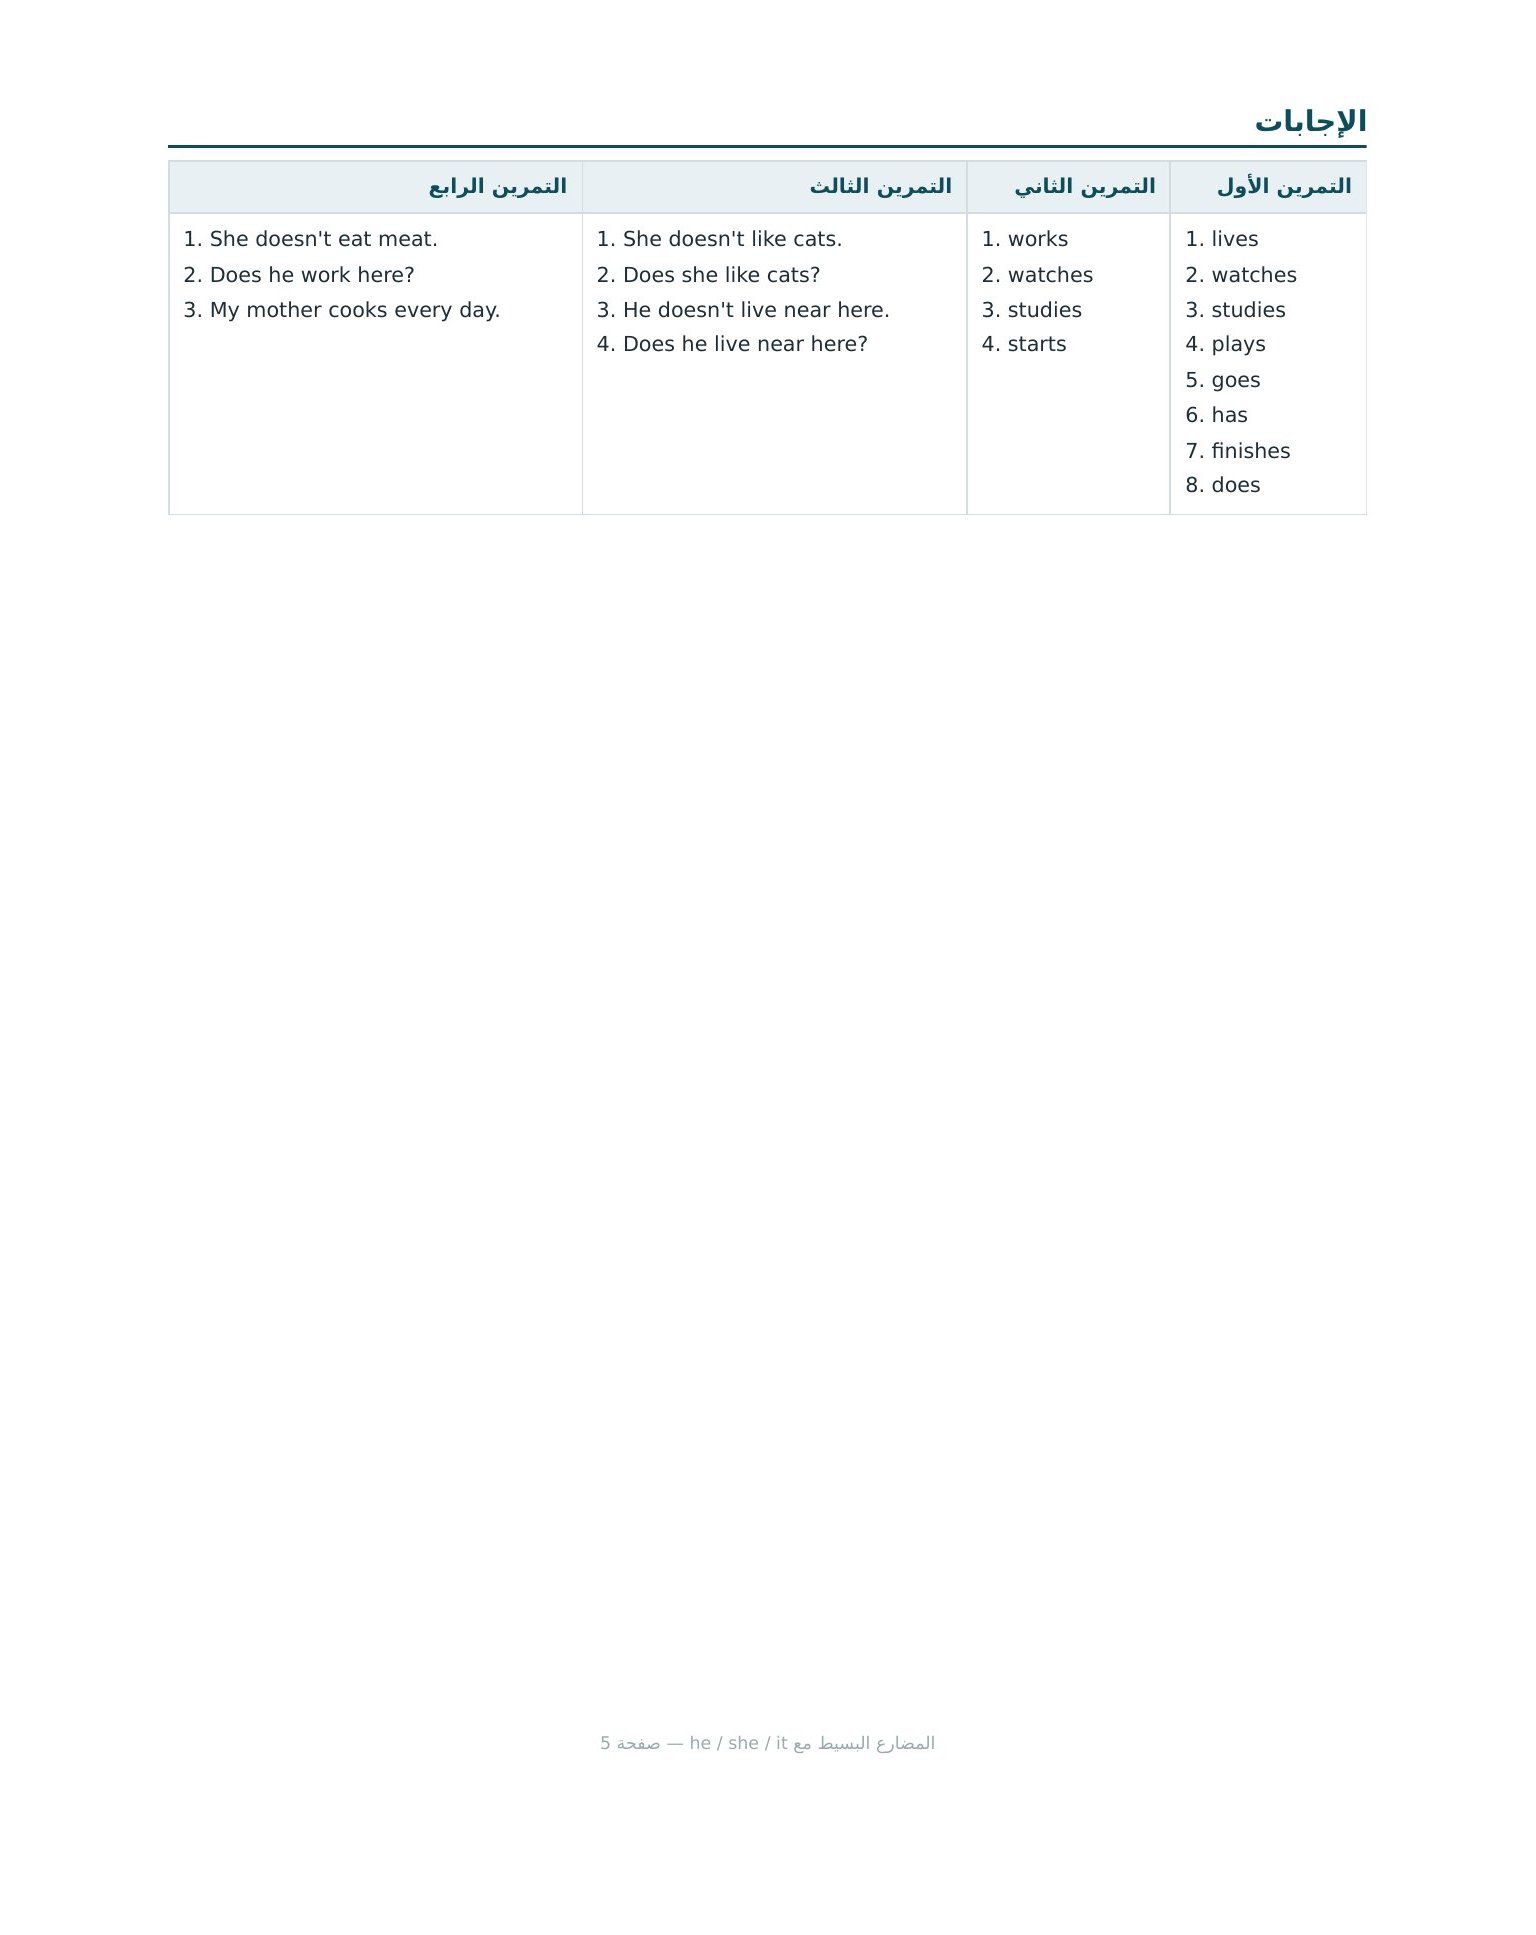 الإجابات
التمرين الأول
1. lives
2. watches
3. studies
4. plays
5. goes
6. has
7. finishes
8. does
التمرين الثاني
1. works
2. watches
3. studies
4. starts
التمرين الثالث
1. She doesn't like cats.
2. Does she like cats?
3. He doesn't live near here.
4. Does he live near here?
التمرين الرابع
1. She doesn't eat meat.
2. Does he work here?
3. My mother cooks every day.
المضارع البسيط مع he / she / it — صفحة 5